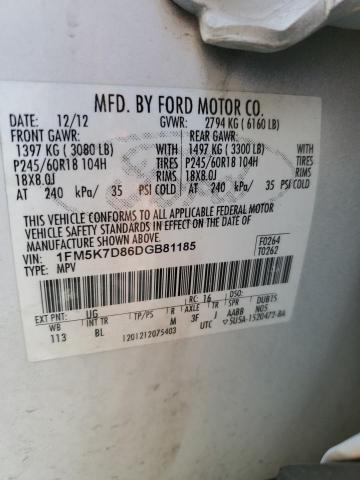 MFD. BY FORD MOTOR CO.
DATE: 12/12 GVWR: 2794 KG ( 6160 LB)
FRONT GAWR: REAR GAWR:
1397 KG ( 3080 LB) WITH 1497 KG ( 3300 LB) WITH
P245/60R18 104H TIRES P245/60R18 104H TIRES
18X8.0J RIMS 18X8.0J RIMS
AT 240 kPa/ 35 PSI COLD AT 240 kPa/ 35 PSI COLD
THIS VEHICLE CONFORMS TO ALL APPLICABLE FEDERAL MOTOR
VEHICLE SAFETY STANDARDS IN EFFECT ON THE DATE OF
MANUFACTURE SHOWN ABOVE.
VIN: 1FM5K7D86DGB81185 F0264
TYPE: MPV T0262
EXT PNT: UG RC: 16 DSO:
WB INT TR TP/PS R AXLE TR SPR DUBTS
113 BL M 3F J AABB NOS
1201212075403 UTC 5U5A-1520472-BA